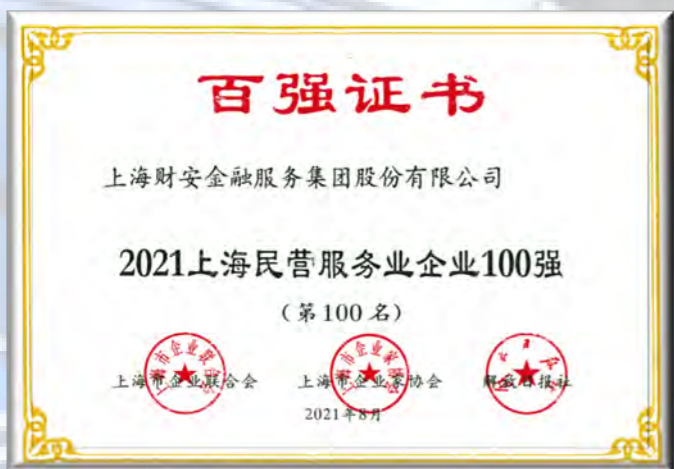 百强证书
上海财安金融服务集团股份有限公司
2021上海民营服务业企业100强
（第100名）
上海市企业联合会 上海市企业家协会 解放日报社
2021年8月